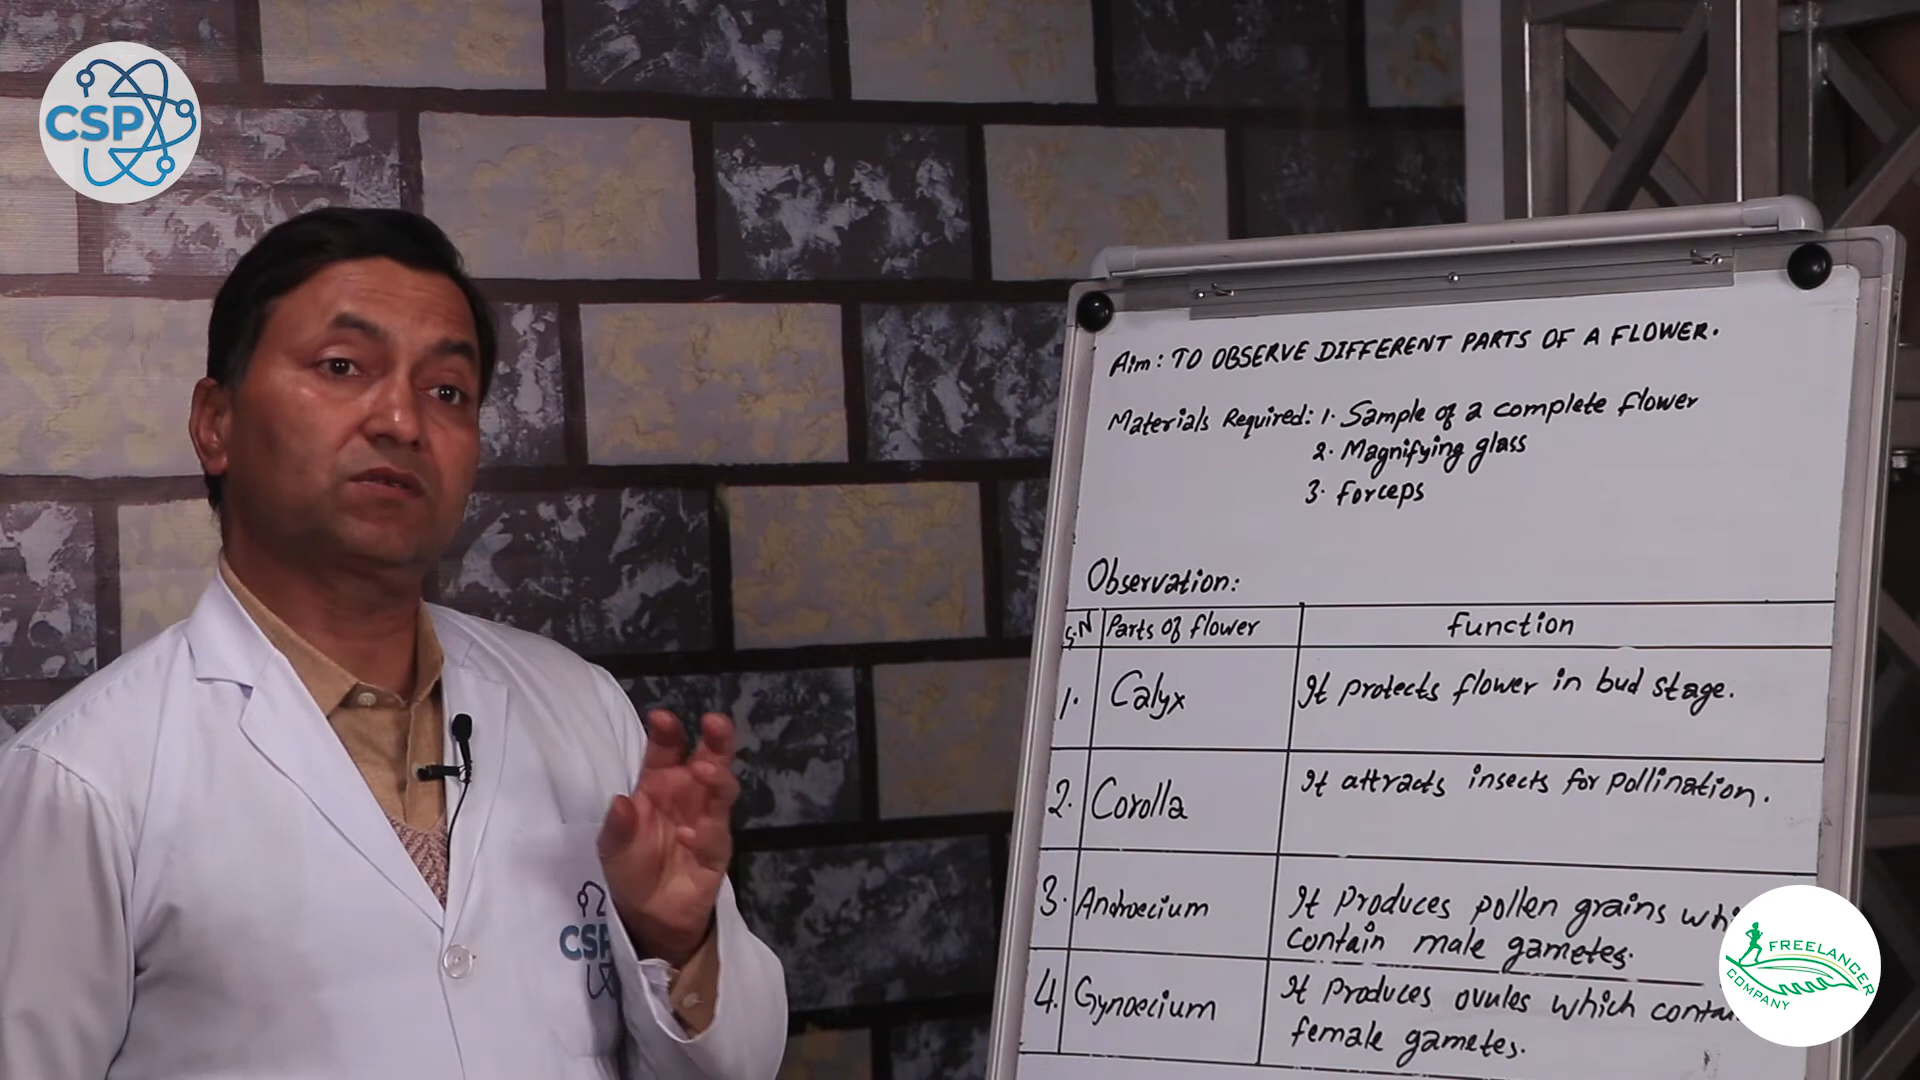 CSP
Aim: TO OBSERVE DIFFERENT PARTS OF A FLOWER.
Materials Required: 1. Sample of a complete flower
2. Magnifying glass
3. Forceps
Observation:
S.N Parts of flower Function
1. Calyx It protects flower in bud stage.
2. Corolla It attracts insects for pollination.
3. Androecium It produces pollen grains
contain male gametes.
4. Gynoecium It produces ovules which
female gametes.
CSP
FREELANCER
COMPANY